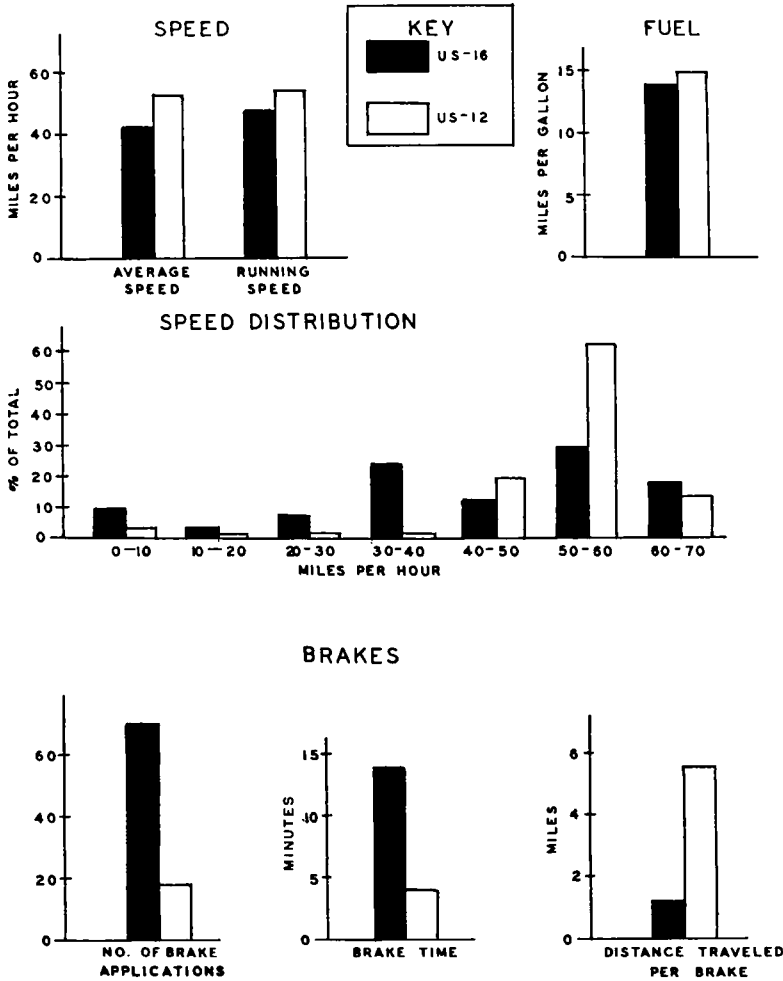 SPEED
KEY
FUEL
US-16
US-12
MILES PER HOUR
60
40
20
0
AVERAGE SPEED
RUNNING SPEED
MILES PER GALLON
15
10
5
0
SPEED DISTRIBUTION
% OF TOTAL
60
50
40
30
20
10
0
0-10
10-20
20-30
30-40
40-50
50-60
60-70
MILES PER HOUR
BRAKES
60
40
20
0
NO. OF BRAKE
APPLICATIONS
MINUTES
15
10
5
0
BRAKE TIME
MILES
6
4
2
0
DISTANCE TRAVELED
PER BRAKE